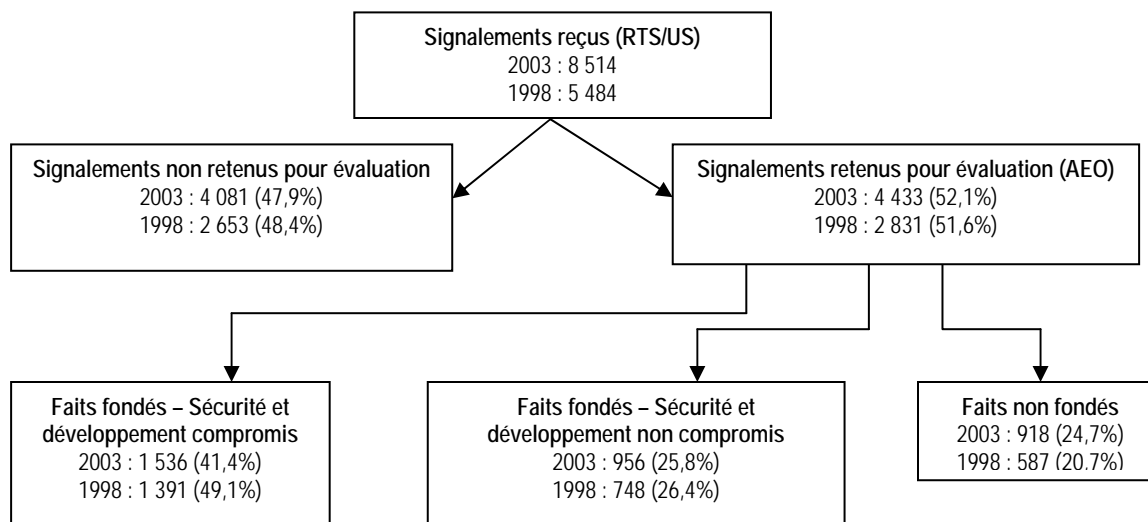 Signalements reçus (RTS/US)
2003 : 8 514
1998 : 5 484
Signalements non retenus pour évaluation
2003 : 4 081 (47,9%)
1998 : 2 653 (48,4%)
Signalements retenus pour évaluation (AEO)
2003 : 4 433 (52,1%)
1998 : 2 831 (51,6%)
Faits fondés – Sécurité et
développement compromis
2003 : 1 536 (41,4%)
1998 : 1 391 (49,1%)
Faits fondés – Sécurité et
développement non compromis
2003 : 956 (25,8%)
1998 : 748 (26,4%)
Faits non fondés
2003 : 918 (24,7%)
1998 : 587 (20,7%)